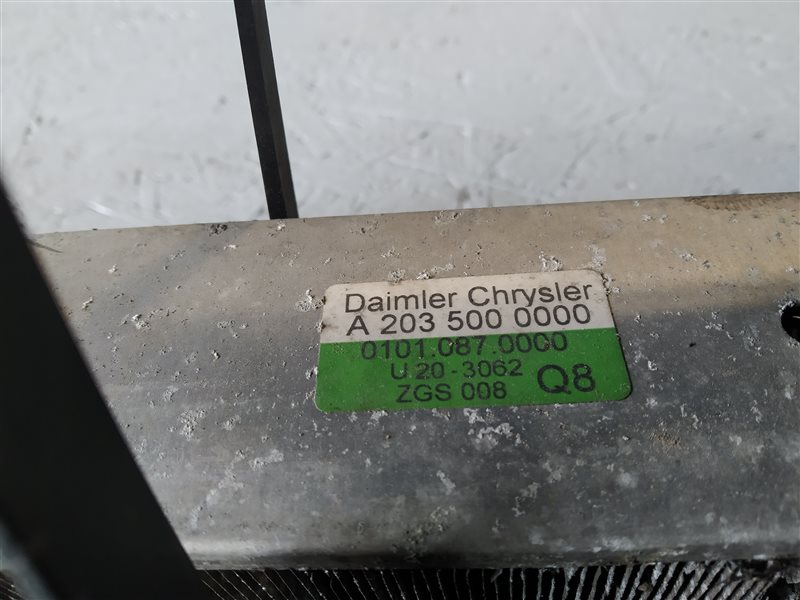 Daimler Chrysler
A 203 500 0000
0101.087.0000
U 20 - 3062
ZGS 008 Q8